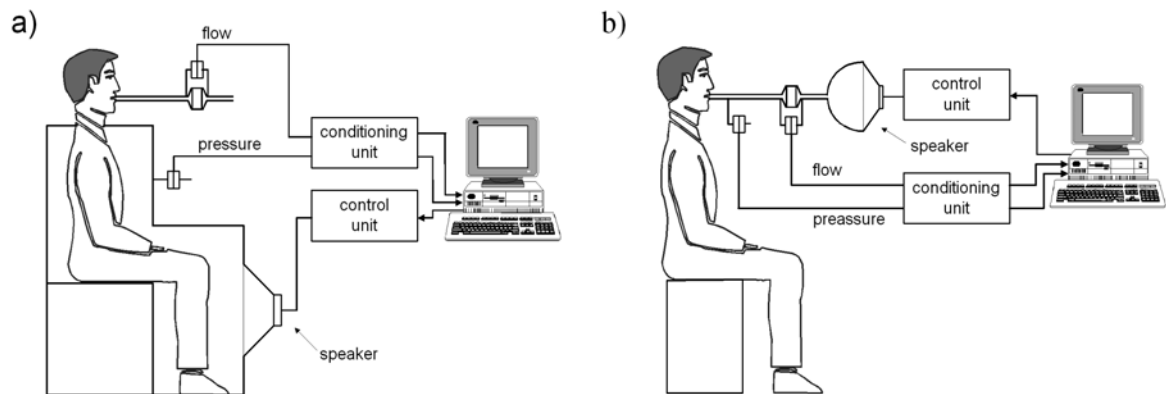 a)
flow
pressure
conditioning
unit
control
unit
speaker
b)
control
unit
speaker
flow
conditioning
unit
preassure